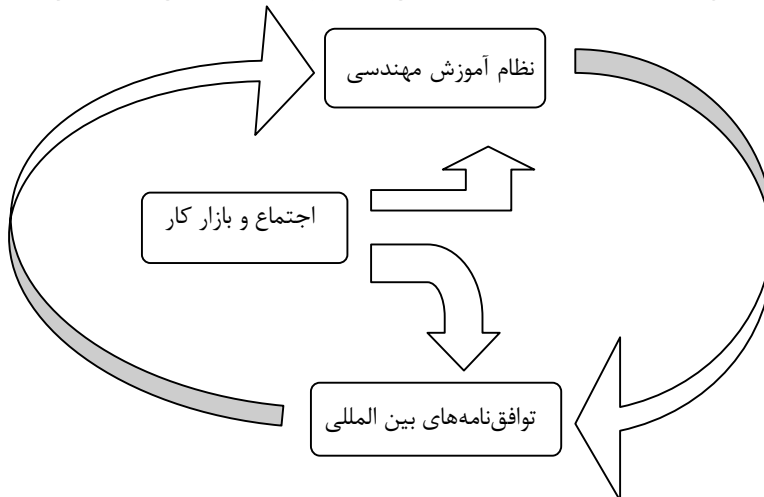 نظام آموزش مهندسی
اجتماع و بازار کار
توافق‌نامه‌های بین المللی